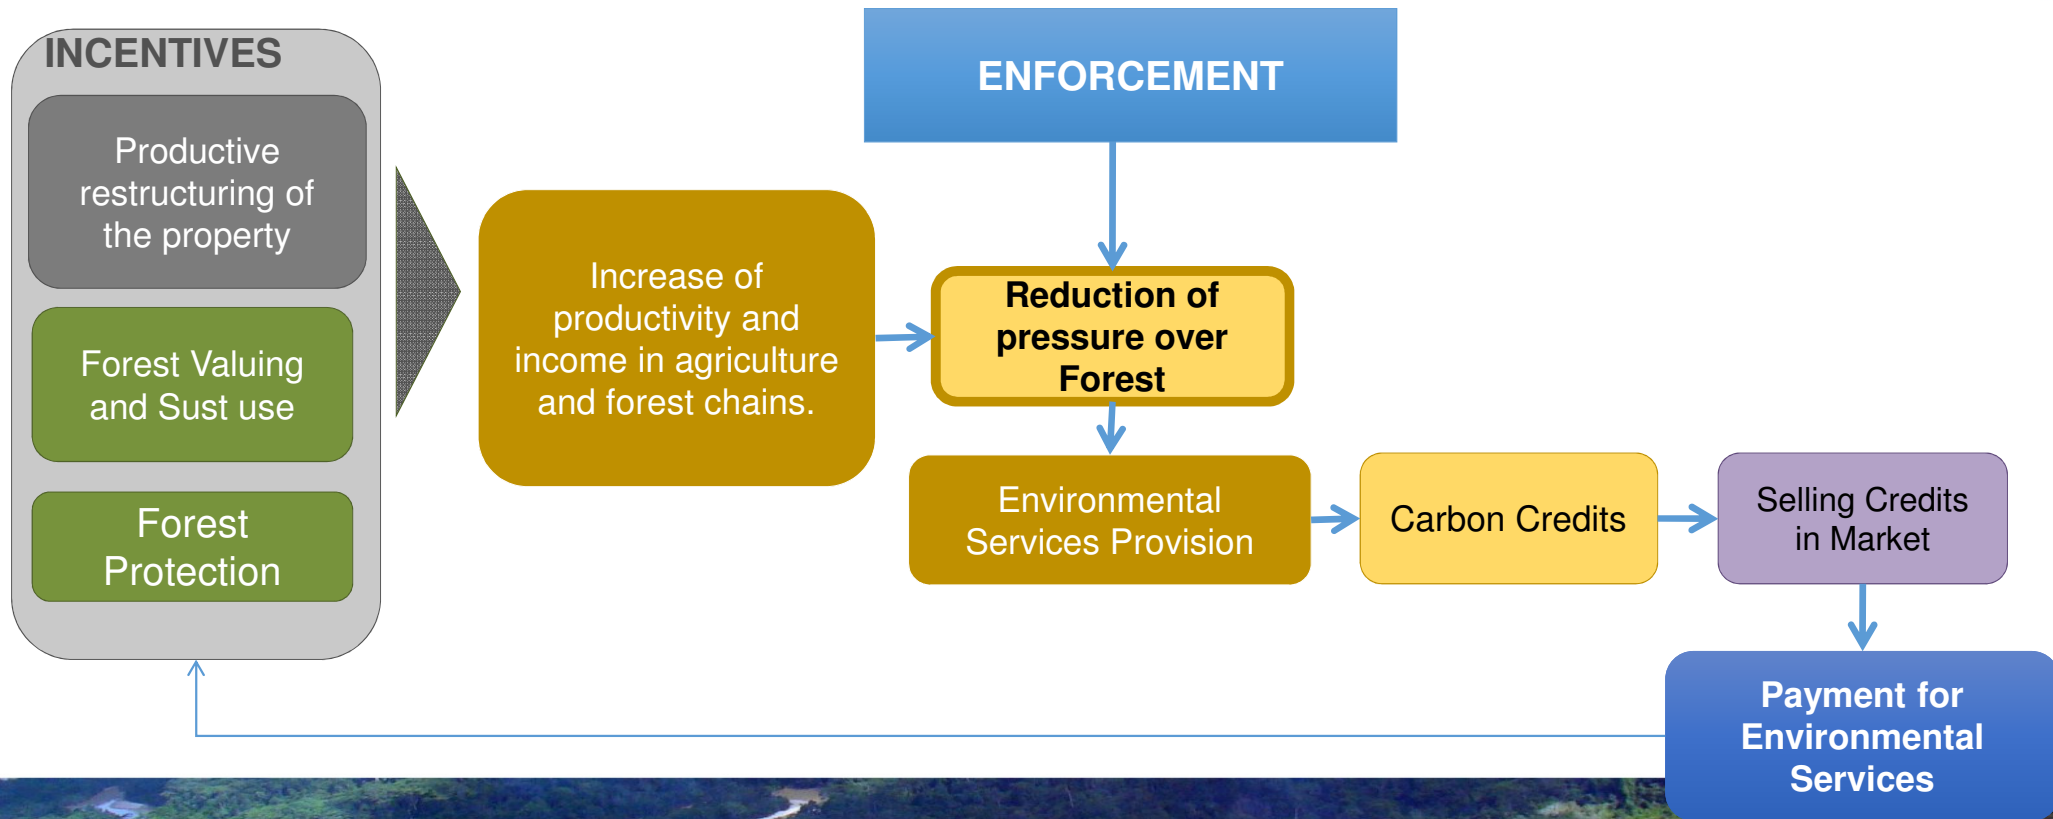 INCENTIVES
Productive
restructuring of
the property
Forest Valuing
and Sust use
Forest
Protection
Increase of
productivity and
income in agriculture
and forest chains.
ENFORCEMENT
Reduction of
pressure over
Forest
Environmental
Services Provision
Carbon Credits
Selling Credits
in Market
Payment for
Environmental
Services